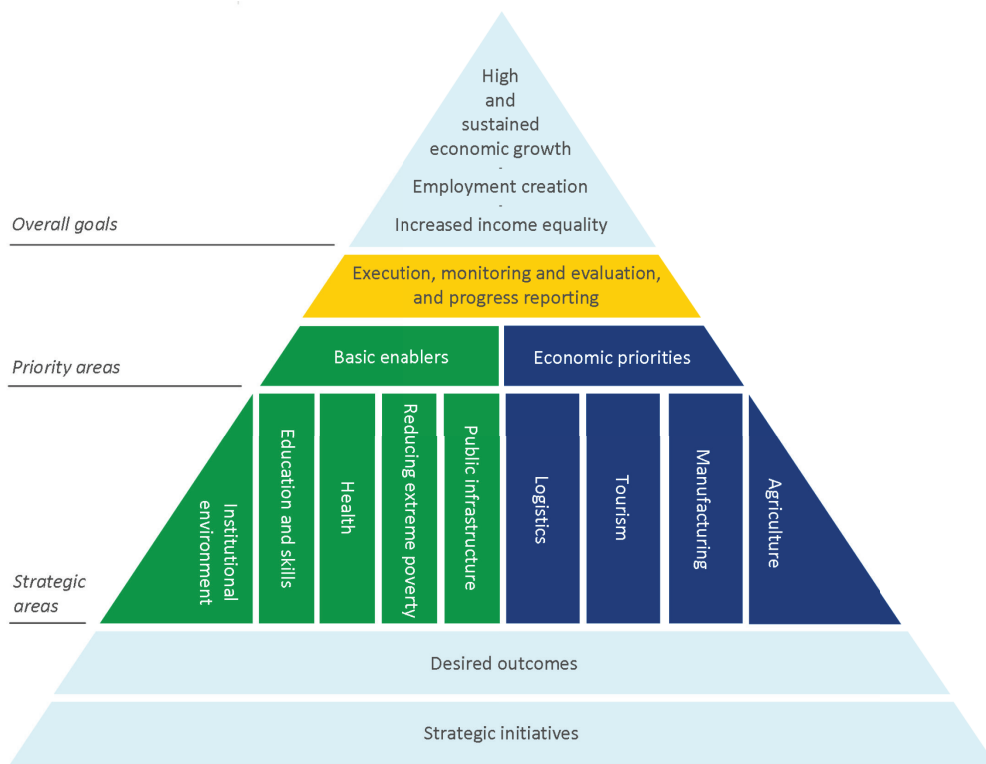 High
and
sustained
economic growth
-
Employment creation
-
Increased income equality
Overall goals
Execution, monitoring and evaluation,
and progress reporting
Basic enablers
Economic priorities
Priority areas
Institutional
environment
Education and skills
Health
Reducing extreme poverty
Public infrastructure
Logistics
Tourism
Manufacturing
Agriculture
Strategic
areas
Desired outcomes
Strategic initiatives